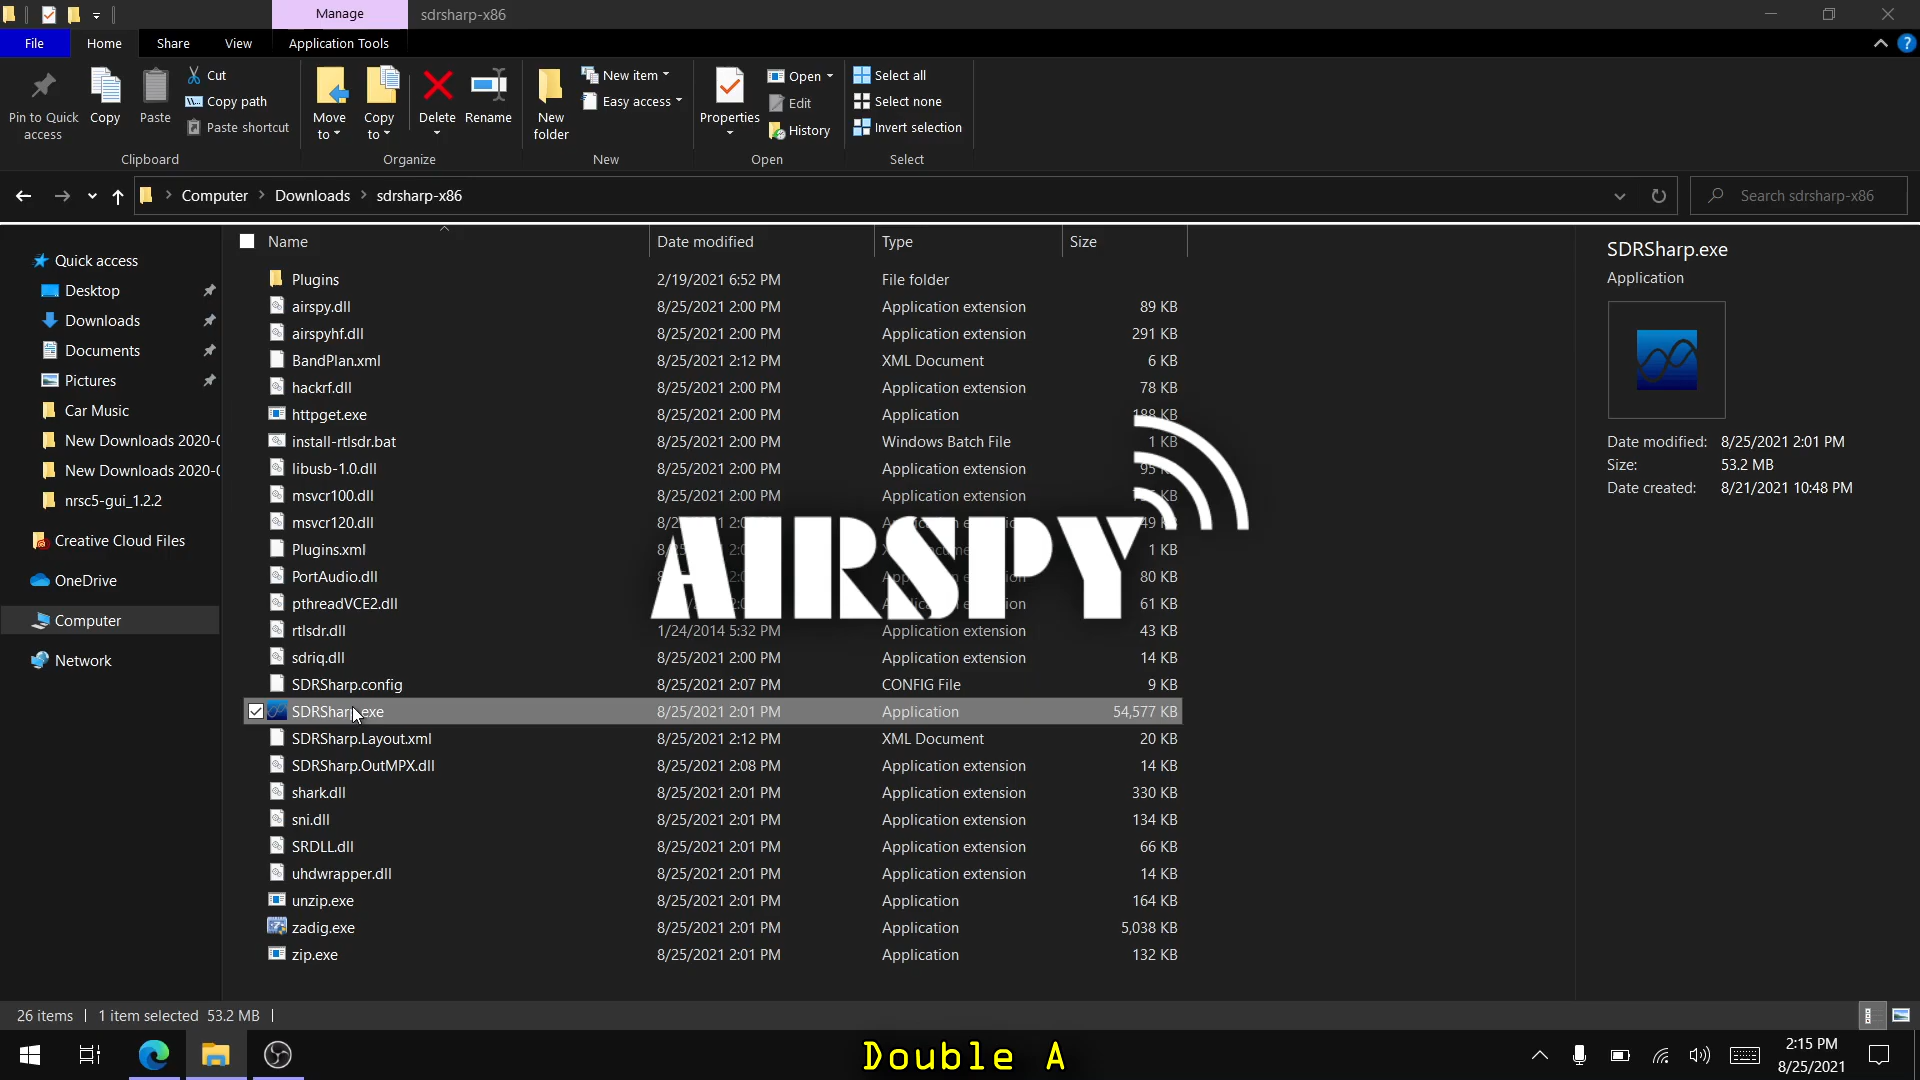 Manage
sdrsharp-x86
File
Home
Share
View
Application Tools
Pin to Quick access
Copy
Paste
Cut
Copy path
Paste shortcut
Clipboard
Move to
Copy to
Delete
Rename
Organize
New folder
New item
Easy access
New
Properties
Open
Edit
History
Open
Select all
Select none
Invert selection
Select
Computer > Downloads > sdrsharp-x86
Search sdrsharp-x86
Quick access
Desktop
Downloads
Documents
Pictures
Car Music
New Downloads 2020-0
New Downloads 2020-0
nrsc5-gui_1.2.2
Creative Cloud Files
OneDrive
Computer
Network
Name Date modified Type Size
Plugins 2/19/2021 6:52 PM File folder
airspy.dll 8/25/2021 2:00 PM Application extension 89 KB
airspyhf.dll 8/25/2021 2:00 PM Application extension 291 KB
BandPlan.xml 8/25/2021 2:12 PM XML Document 6 KB
hackrf.dll 8/25/2021 2:00 PM Application extension 78 KB
httpget.exe 8/25/2021 2:00 PM Application 188 KB
install-rtlsdr.bat 8/25/2021 2:00 PM Windows Batch File 1 KB
libusb-1.0.dll 8/25/2021 2:00 PM Application extension
msvcr100.dll 8/25/2021 2:00 PM Application extension KB
msvcr120.dll
Plugins.xml 1 KB
PortAudio.dll 80 KB
pthreadVCE2.dll 61 KB
rtlsdr.dll 1/24/2014 5:32 PM Application extension 43 KB
sdriq.dll 8/25/2021 2:00 PM Application extension 14 KB
SDRSharp.config 8/25/2021 2:07 PM CONFIG File 9 KB
SDRSharp.exe 8/25/2021 2:01 PM Application 54,577 KB
SDRSharp.Layout.xml 8/25/2021 2:12 PM XML Document 20 KB
SDRSharp.OutMPX.dll 8/25/2021 2:08 PM Application extension 14 KB
shark.dll 8/25/2021 2:01 PM Application extension 330 KB
sni.dll 8/25/2021 2:01 PM Application extension 134 KB
SRDLL.dll 8/25/2021 2:01 PM Application extension 66 KB
uhdwrapper.dll 8/25/2021 2:01 PM Application extension 14 KB
unzip.exe 8/25/2021 2:01 PM Application 164 KB
zadig.exe 8/25/2021 2:01 PM Application 5,038 KB
zip.exe 8/25/2021 2:01 PM Application 132 KB
AIRSPY
SDRSharp.exe
Application
Date modified: 8/25/2021 2:01 PM
Size: 53.2 MB
Date created: 8/21/2021 10:48 PM
26 items | 1 item selected 53.2 MB |
Double A
2:15 PM
8/25/2021